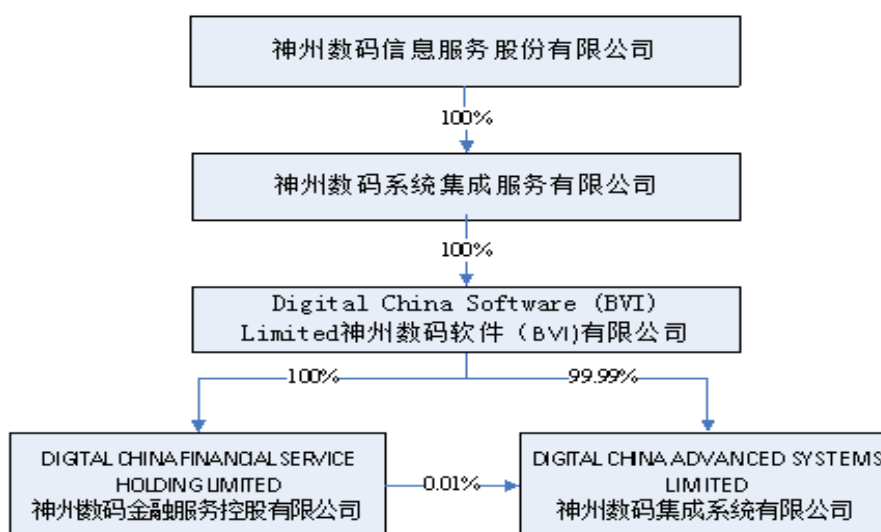 神州数码信息服务股份有限公司
100%
神州数码系统集成服务有限公司
100%
Digital China Software (BVI)
Limited神州数码软件（BVI)有限公司
100%
99.99%
DIGITAL CHINA FINANCIAL SERVICE
HOLDING LIMITED
神州数码金融服务控股有限公司
0.01%
DIGITAL CHINA ADVANCED SYSTEMS
LIMITED
神州数码集成系统有限公司